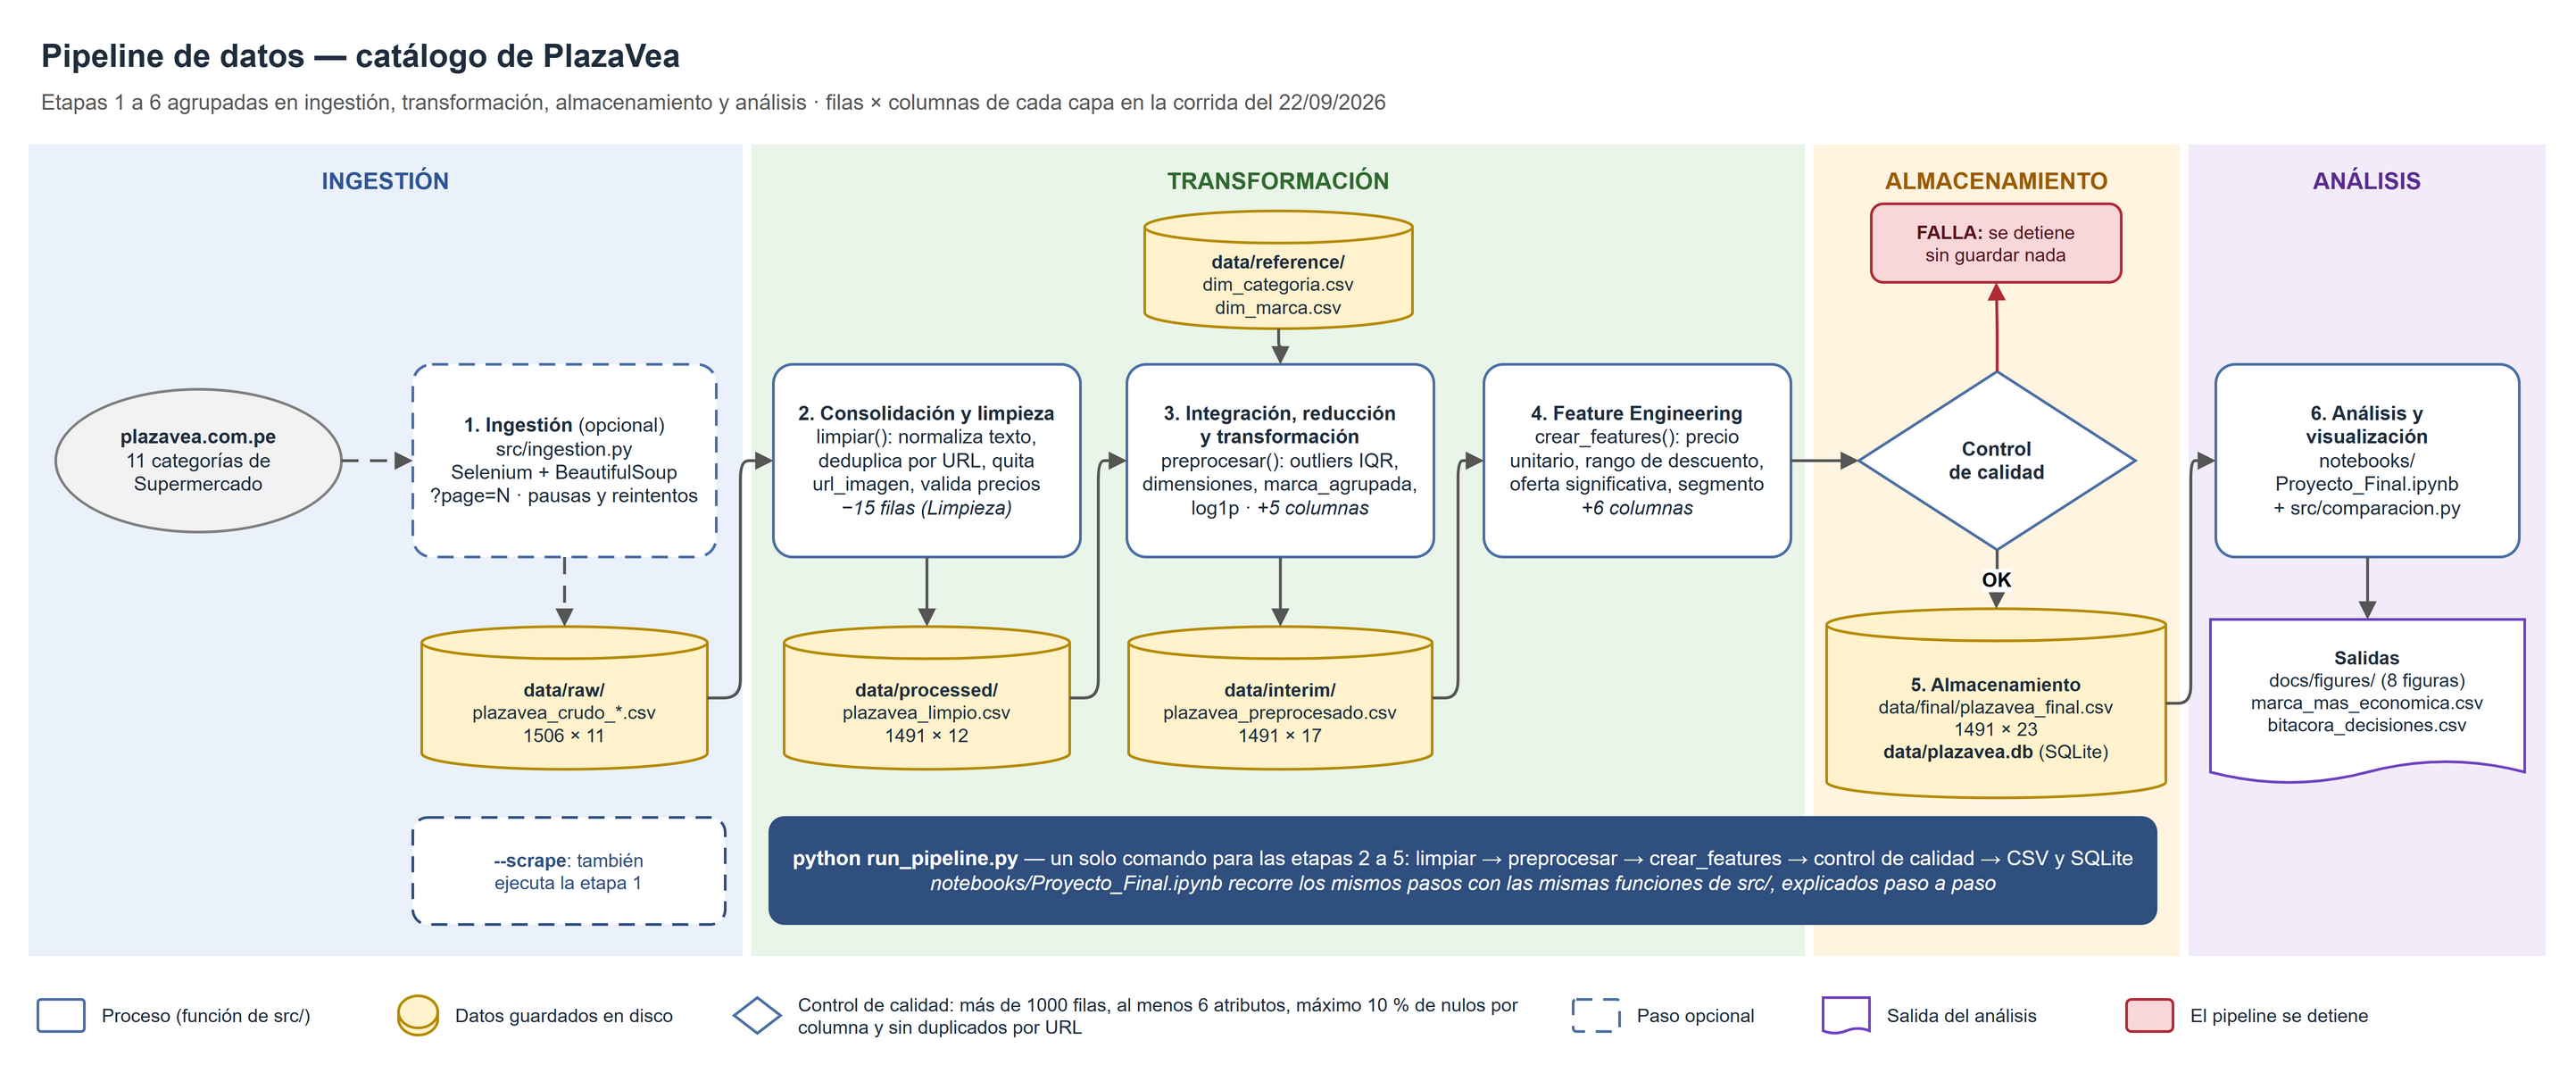 Pipeline de datos — catálogo de PlazaVea
Etapas 1 a 6 agrupadas en ingestión, transformación, almacenamiento y análisis · filas × columnas de cada capa en la corrida del 22/09/2026
INGESTIÓN
plazavea.com.pe
11 categorías de
Supermercado
1. Ingestión (opcional)
src/ingestion.py
Selenium + BeautifulSoup
?page=N · pausas y reintentos
data/raw/
plazavea_crudo_*.csv
1506 × 11
--scrape: también
ejecuta la etapa 1
TRANSFORMACIÓN
data/reference/
dim_categoria.csv
dim_marca.csv
2. Consolidación y limpieza
limpiar(): normaliza texto,
deduplica por URL, quita
url_imagen, valida precios
−15 filas (Limpieza)
3. Integración, reducción
y transformación
preprocesar(): outliers IQR,
dimensiones, marca_agrupada,
log1p · +5 columnas
4. Feature Engineering
crear_features(): precio
unitario, rango de descuento,
oferta significativa, segmento
+6 columnas
data/processed/
plazavea_limpio.csv
1491 × 12
data/interim/
plazavea_preprocesado.csv
1491 × 17
ALMACENAMIENTO
FALLA: se detiene
sin guardar nada
Control
de calidad
OK
5. Almacenamiento
data/final/plazavea_final.csv
1491 × 23
data/plazavea.db (SQLite)
ANÁLISIS
6. Análisis y
visualización
notebooks/
Proyecto_Final.ipynb
+ src/comparacion.py
Salidas
docs/figures/ (8 figuras)
marca_mas_economica.csv
bitacora_decisiones.csv
python run_pipeline.py — un solo comando para las etapas 2 a 5: limpiar → preprocesar → crear_features → control de calidad → CSV y SQLite
notebooks/Proyecto_Final.ipynb recorre los mismos pasos con las mismas funciones de src/, explicados paso a paso
Proceso (función de src/)
Datos guardados en disco
Control de calidad: más de 1000 filas, al menos 6 atributos, máximo 10 % de nulos por
columna y sin duplicados por URL
Paso opcional
Salida del análisis
El pipeline se detiene